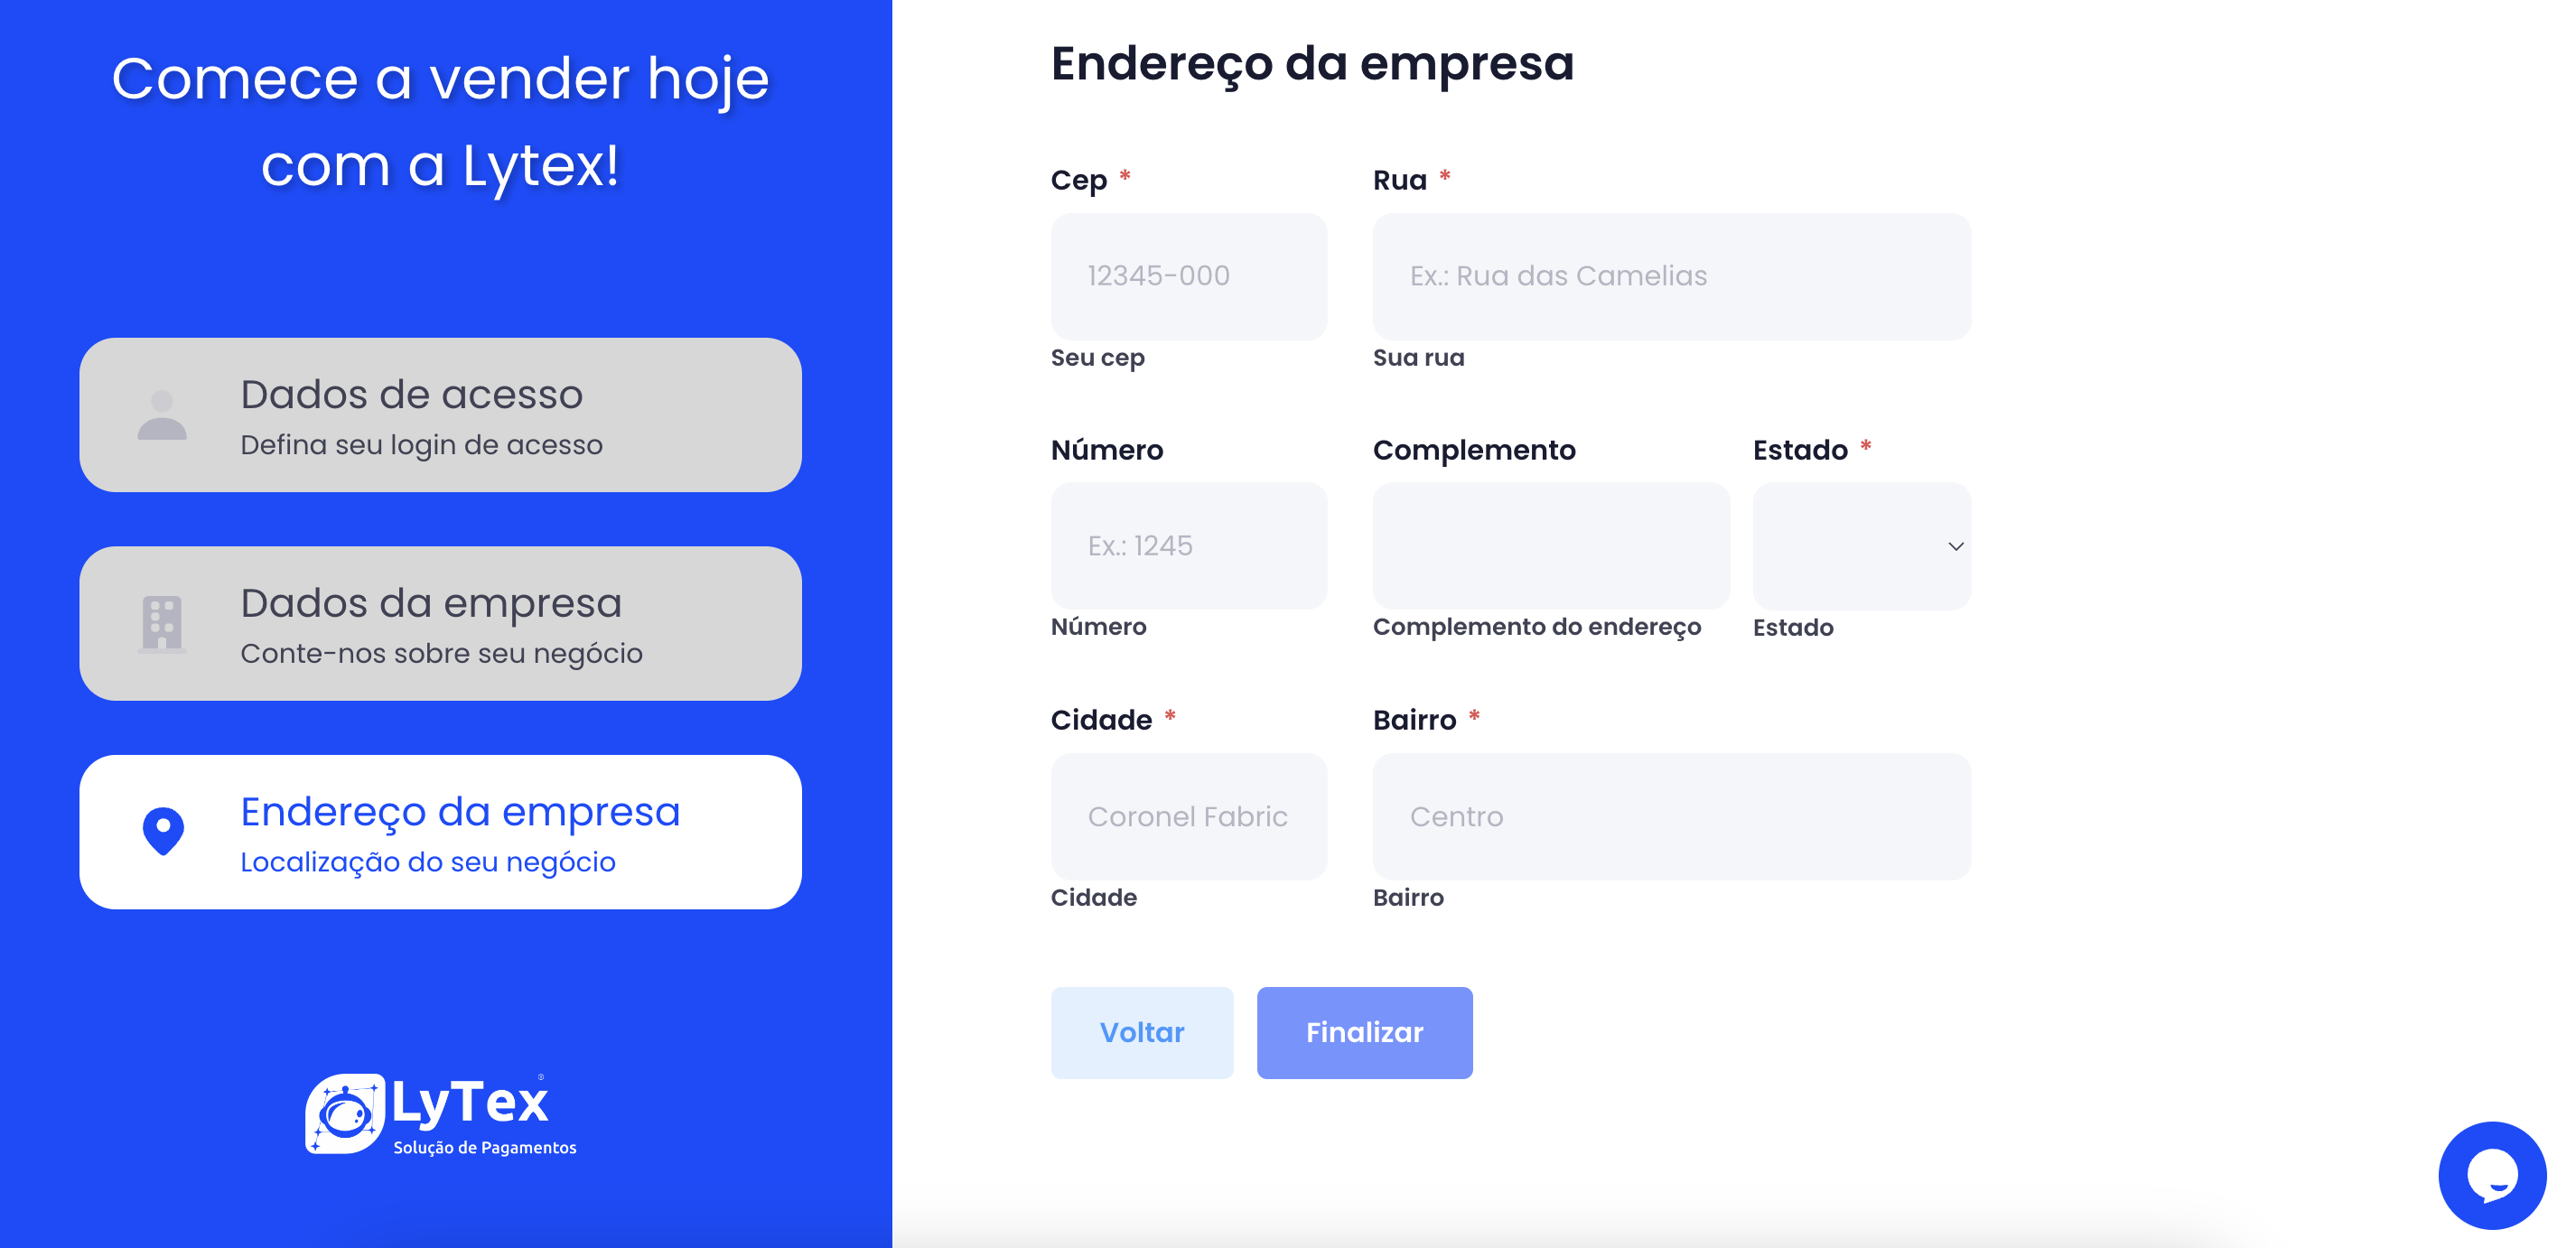 Comece a vender hoje
com a Lytex!
Dados de acesso
Defina seu login de acesso
Dados da empresa
Conte-nos sobre seu negócio
Endereço da empresa
Localização do seu negócio
LyTex®
Solução de Pagamentos
Endereço da empresa
Cep *
Rua *
12345-000
Ex.: Rua das Camelias
Seu cep
Sua rua
Número
Complemento
Estado *
Ex.: 1245
Número
Complemento do endereço
Estado
Cidade *
Bairro *
Coronel Fabric
Centro
Cidade
Bairro
Voltar
Finalizar